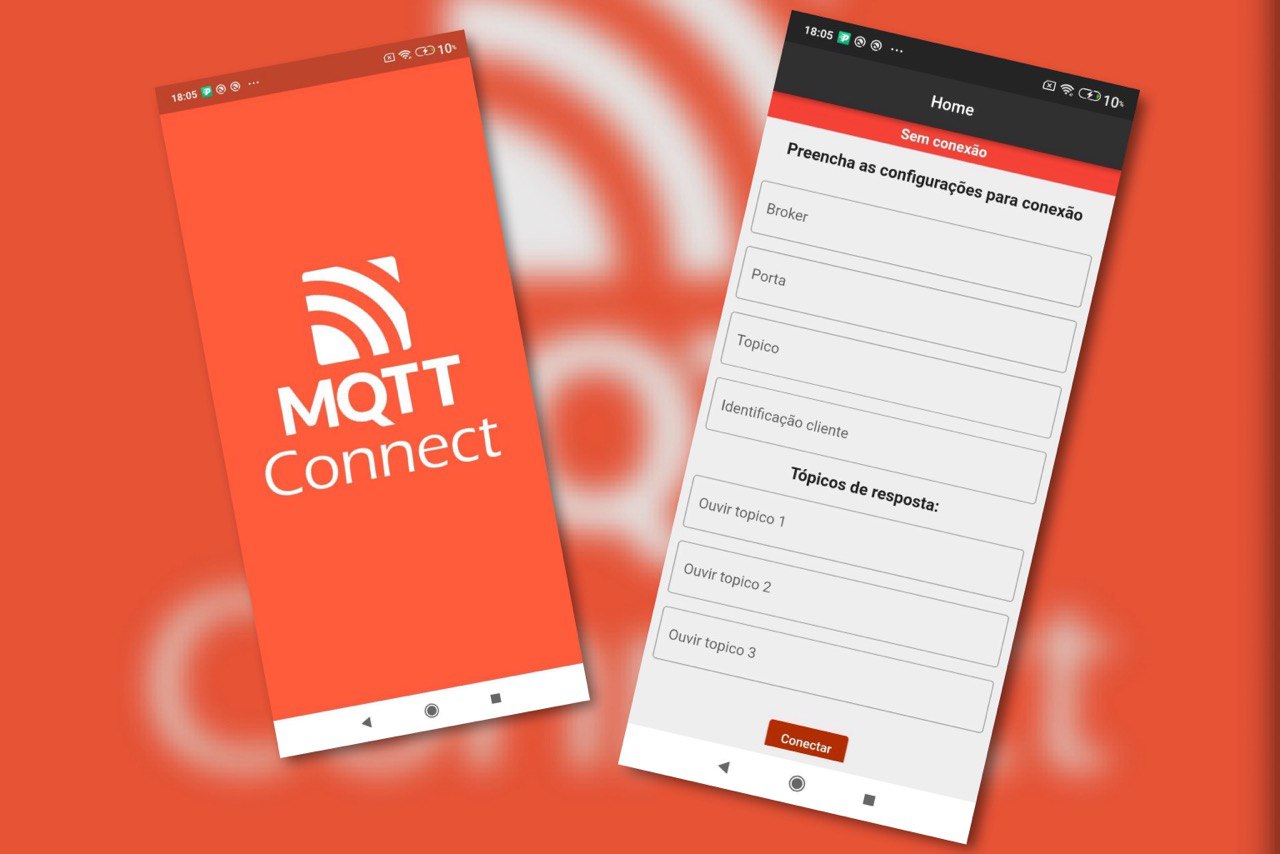 18:05
10%
MQTT
Connect
18:05
10%
Home
Sem conexão
Preencha as configurações para conexão
Broker
Porta
Topico
Identificação cliente
Tópicos de resposta:
Ouvir topico 1
Ouvir topico 2
Ouvir topico 3
Conectar